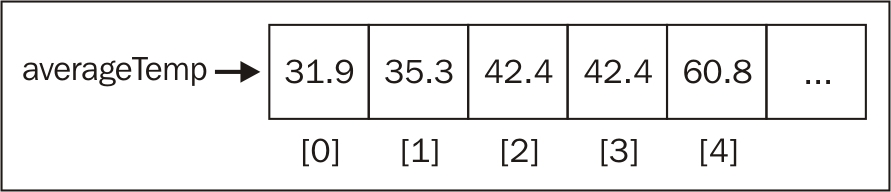 averageTemp 31.9 35.3 42.4 42.4 60.8 ...
[0] [1] [2] [3] [4]